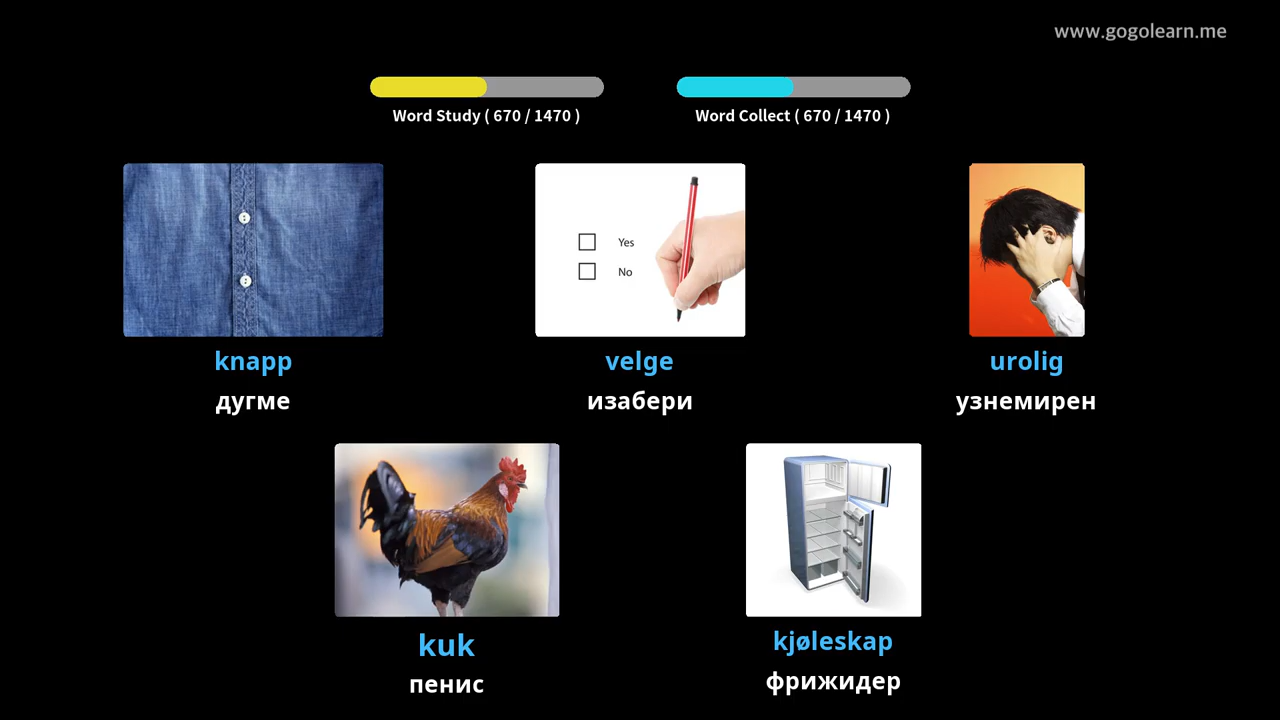 www.gogolearn.me
Word Study ( 670 / 1470 )
Word Collect ( 670 / 1470 )
Yes
No
knapp
velge
urolig
дугме
изабери
узнемирен
kuk
kjøleskap
пенис
фрижидер